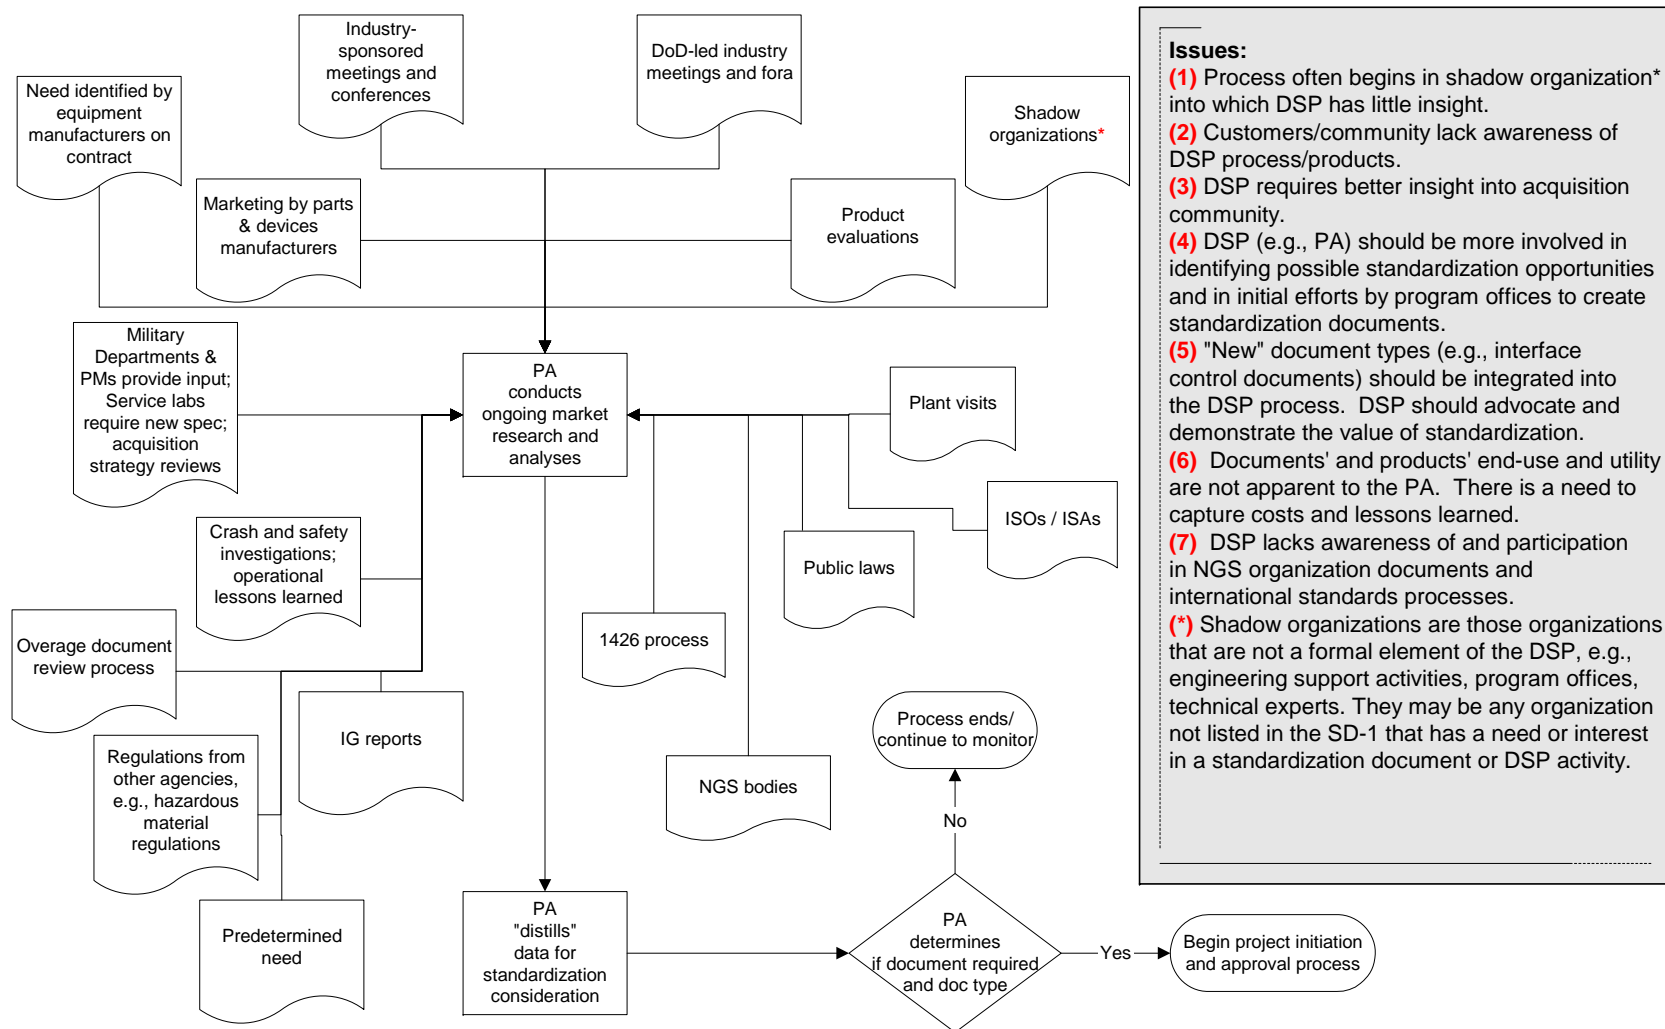 Industry-
sponsored
meetings and
conferences
DoD-led industry
meetings and fora
Need identified by
equipment
manufacturers on
contract
Shadow
organizations*
Marketing by parts
& devices
manufacturers
Product
evaluations
Military
Departments &
PMs provide input;
Service labs
require new spec;
acquisition
strategy reviews
PA
conducts
ongoing market
research and
analyses
Plant visits
ISOs / ISAs
Crash and safety
investigations;
operational
lessons learned
Public laws
1426 process
Overage document
review process
IG reports
Regulations from
other agencies,
e.g., hazardous
material
regulations
NGS bodies
Process ends/
continue to monitor
No
Predetermined
need
PA
"distills"
data for
standardization
consideration
PA
determines
if document required
and doc type
Yes
Begin project initiation
and approval process
Issues:
(1) Process often begins in shadow organization*
into which DSP has little insight.
(2) Customers/community lack awareness of
DSP process/products.
(3) DSP requires better insight into acquisition
community.
(4) DSP (e.g., PA) should be more involved in
identifying possible standardization opportunities
and in initial efforts by program offices to create
standardization documents.
(5) "New" document types (e.g., interface
control documents) should be integrated into
the DSP process. DSP should advocate and
demonstrate the value of standardization.
(6) Documents' and products' end-use and utility
are not apparent to the PA. There is a need to
capture costs and lessons learned.
(7) DSP lacks awareness of and participation
in NGS organization documents and
international standards processes.
(*) Shadow organizations are those organizations
that are not a formal element of the DSP, e.g.,
engineering support activities, program offices,
technical experts. They may be any organization
not listed in the SD-1 that has a need or interest
in a standardization document or DSP activity.